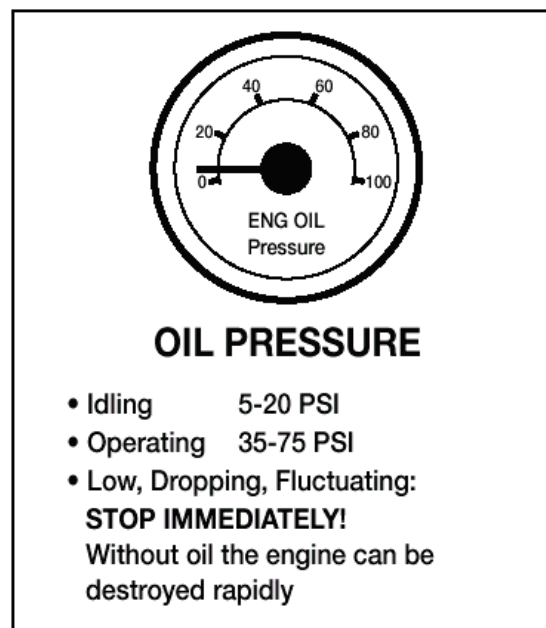 40 60
20 80
0 100
ENG OIL
Pressure
OIL PRESSURE
• Idling 5-20 PSI
• Operating 35-75 PSI
• Low, Dropping, Fluctuating:
STOP IMMEDIATELY!
Without oil the engine can be
destroyed rapidly